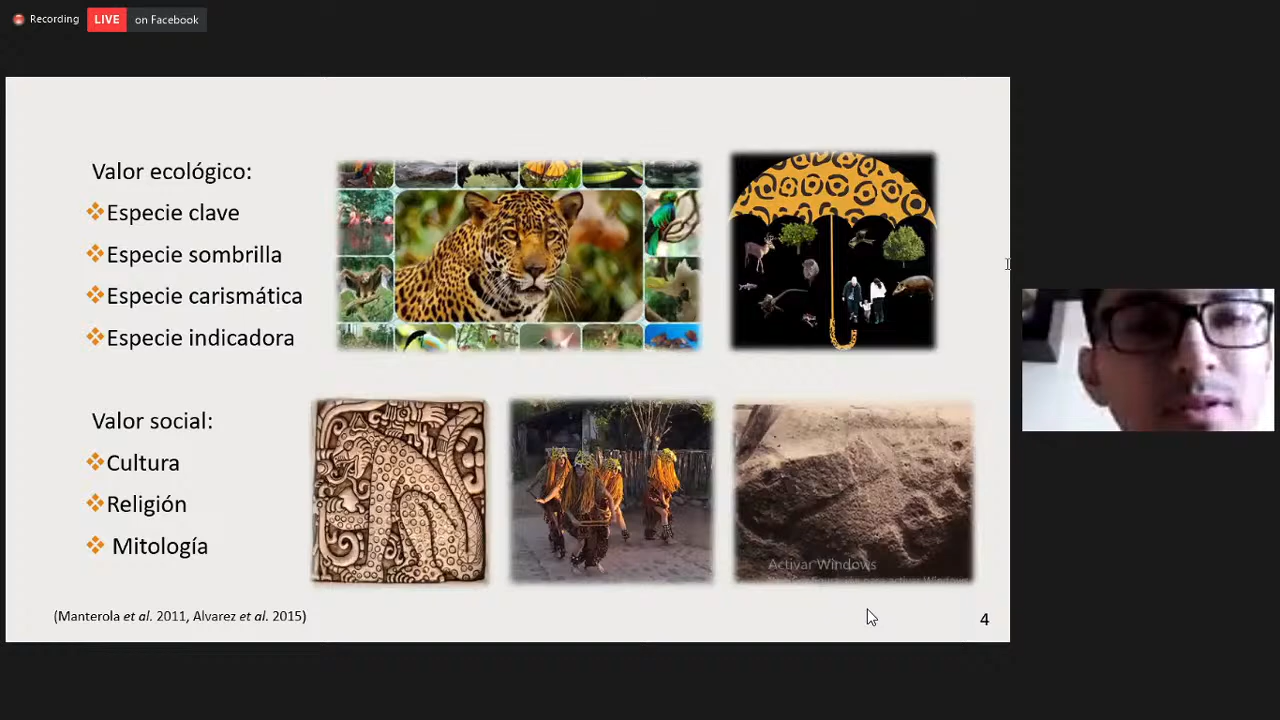 Recording
LIVE on Facebook
Valor ecológico:
Especie clave
Especie sombrilla
Especie carismática
Especie indicadora
Valor social:
Cultura
Religión
Mitología
Activar Windows
(Manterola et al. 2011, Alvarez et al. 2015)
4